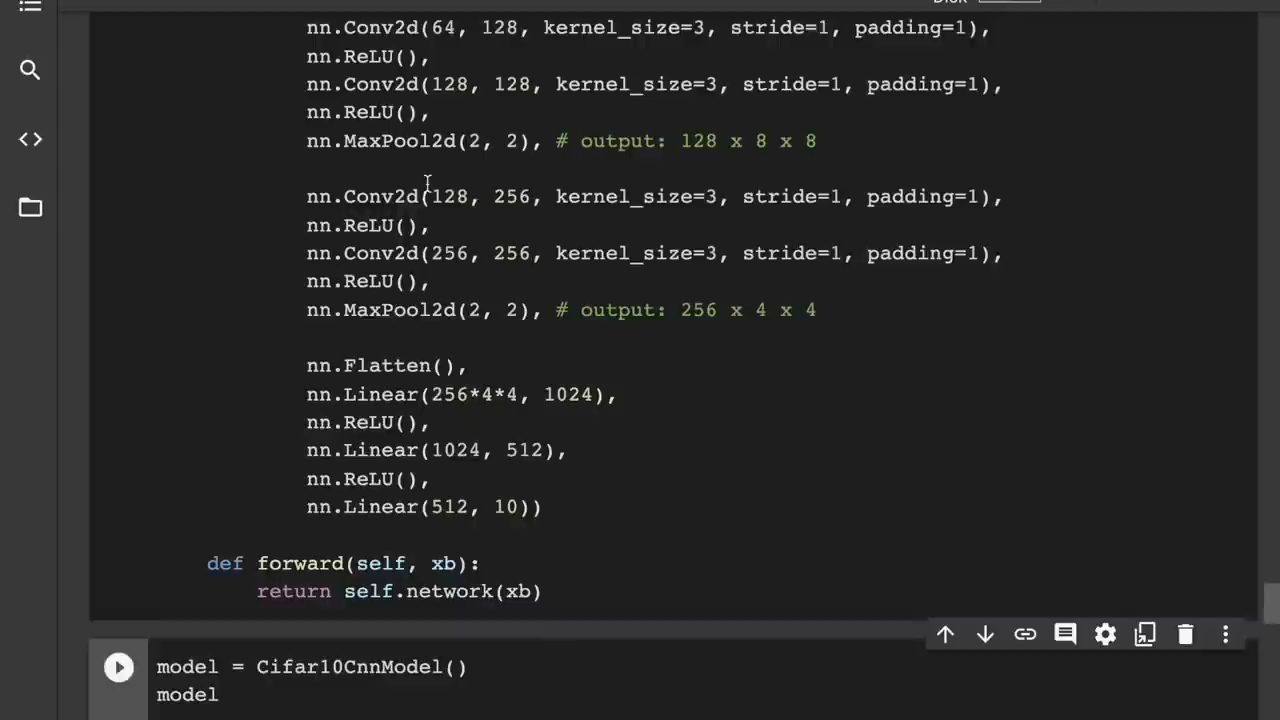 Disk
nn.Conv2d(64, 128, kernel_size=3, stride=1, padding=1),
nn.ReLU(),
nn.Conv2d(128, 128, kernel_size=3, stride=1, padding=1),
nn.ReLU(),
nn.MaxPool2d(2, 2), # output: 128 x 8 x 8
nn.Conv2d(128, 256, kernel_size=3, stride=1, padding=1),
nn.ReLU(),
nn.Conv2d(256, 256, kernel_size=3, stride=1, padding=1),
nn.ReLU(),
nn.MaxPool2d(2, 2), # output: 256 x 4 x 4
nn.Flatten(),
nn.Linear(256*4*4, 1024),
nn.ReLU(),
nn.Linear(1024, 512),
nn.ReLU(),
nn.Linear(512, 10))
def forward(self, xb):
return self.network(xb)
model = Cifar10CnnModel()
model